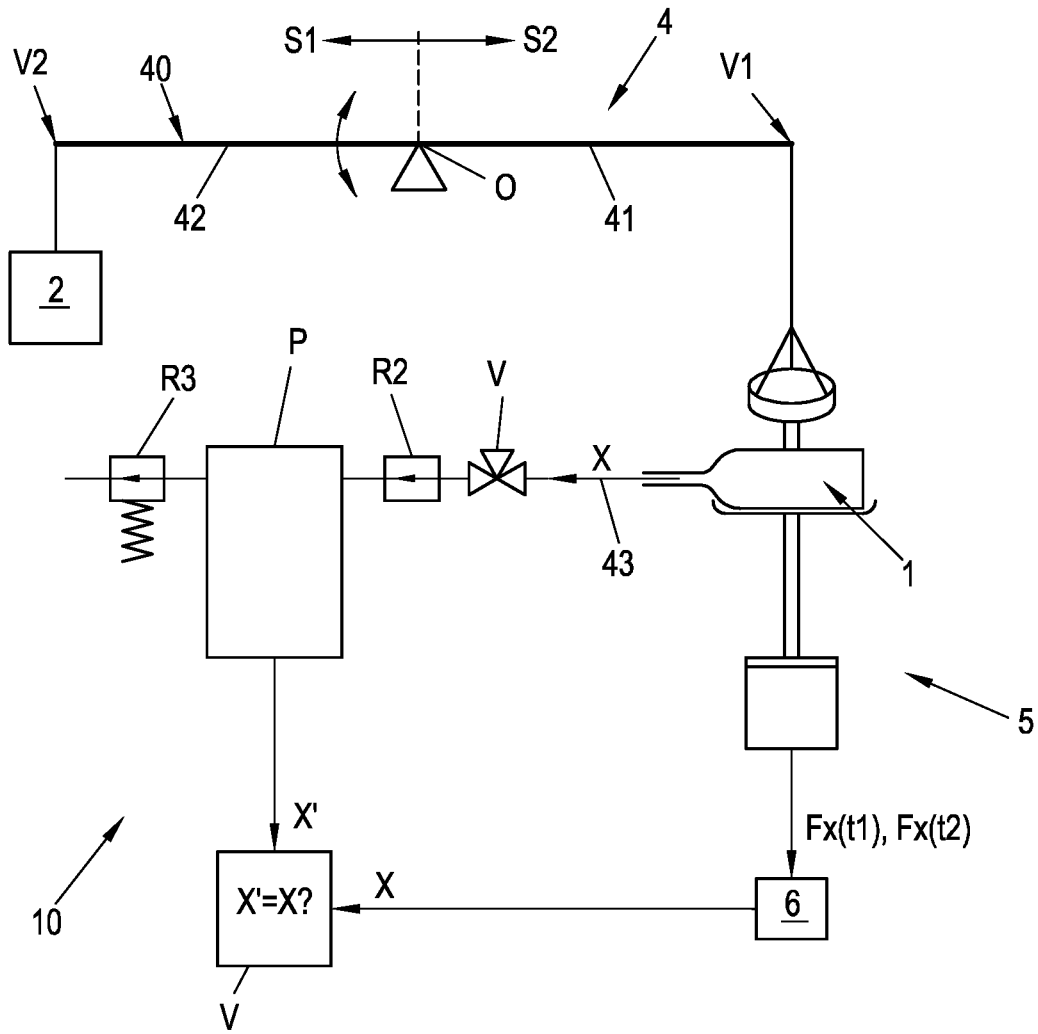 S1 S2
4
V2 40 V1
42 O 41
2
P
R3 R2 V
X
43 1
5
X' Fx(t1), Fx(t2)
X'=X? X 6
10
V